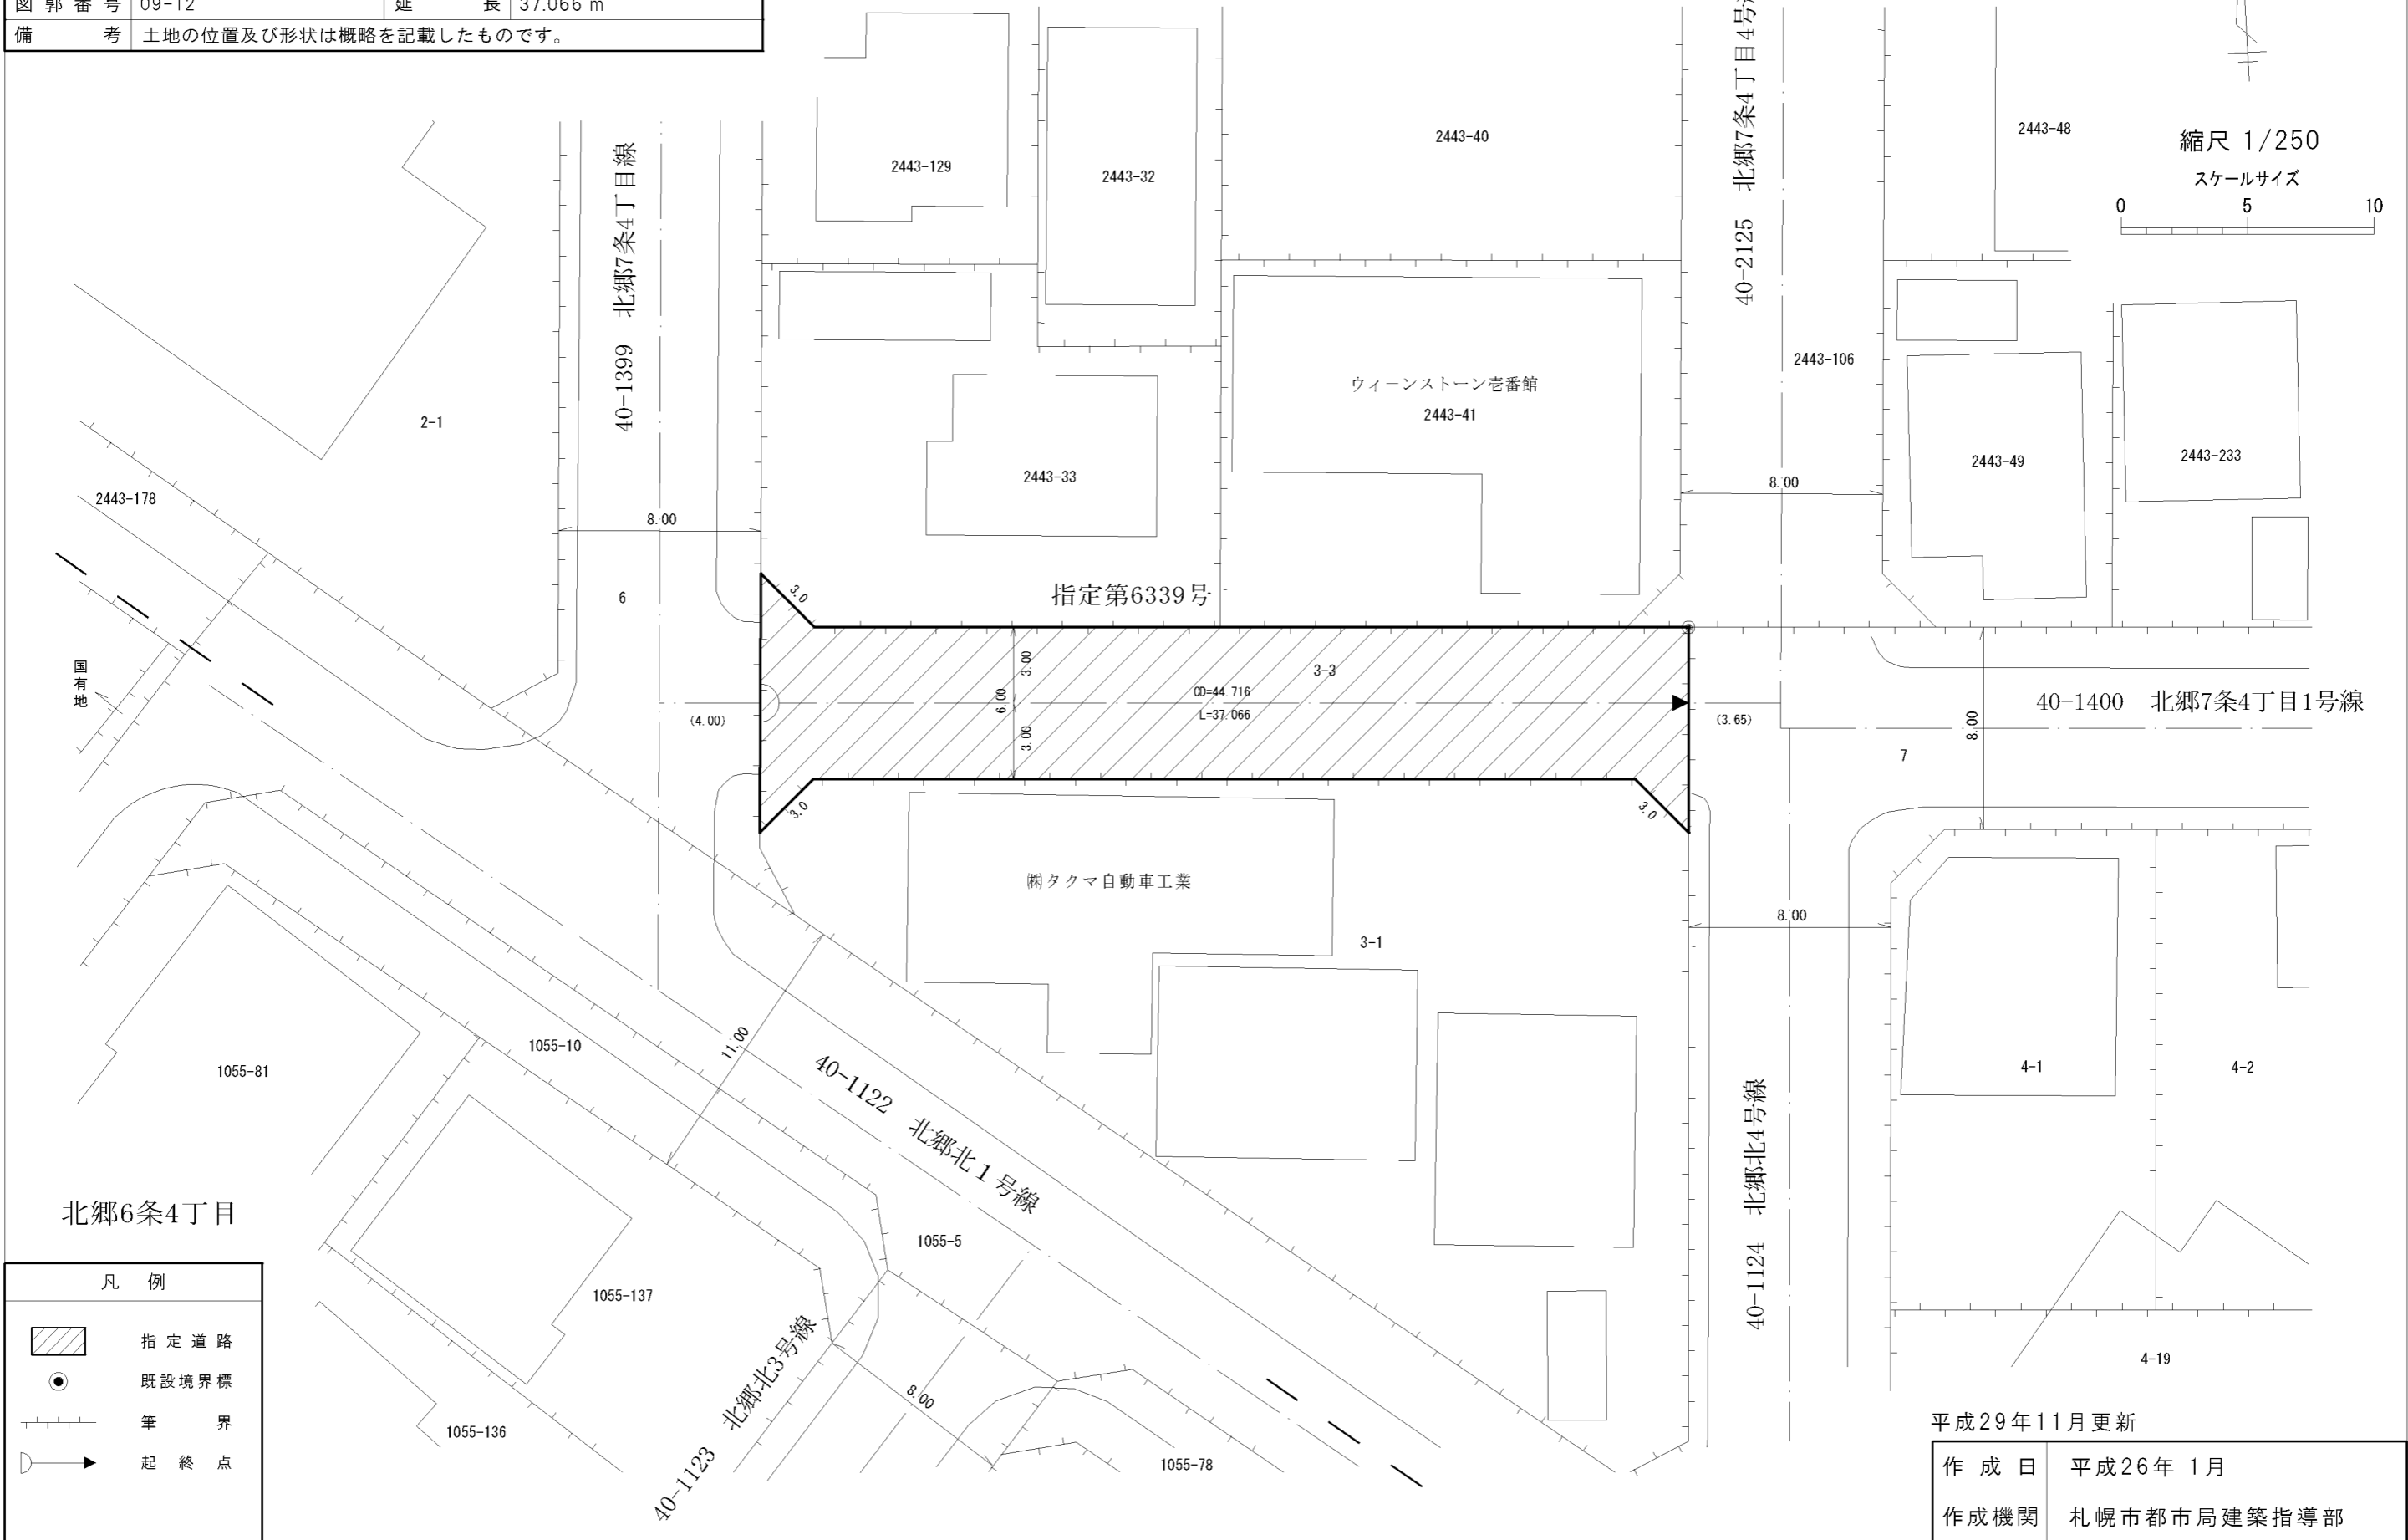 図郭番号 09-12 延長 37.066 m
備考 土地の位置及び形状は概略を記載したものです。
縮尺 1/250
スケールサイズ
0 5 10
40-1399 北郷7条4丁目線
40-2125 北郷7条4丁目4号
2443-129
2443-32
2443-40
2443-48
2443-106
ウィーンストーン壱番館
2443-41
2-1
2443-33
2443-49
2443-233
2443-178
8.00
8.00
6
指定第6339号
3.0
国有地
3-3
3.00
6.00
3.00
CD=44.716
L=37.066
(4.00)
(3.65)
40-1400 北郷7条4丁目1号線
8.00
7
3.0
3.0
㈱タクマ自動車工業
3-1
8.00
11.00
1055-81
1055-10
40-1122 北郷北1号線
4-1
4-2
40-1124 北郷北4号線
北郷6条4丁目
1055-5
1055-137
40-1123 北郷北3号線
8.00
1055-136
1055-78
4-19
凡例
指定道路
既設境界標
筆界
起終点
平成29年11月更新
作成日 平成26年 1月
作成機関 札幌市都市局建築指導部